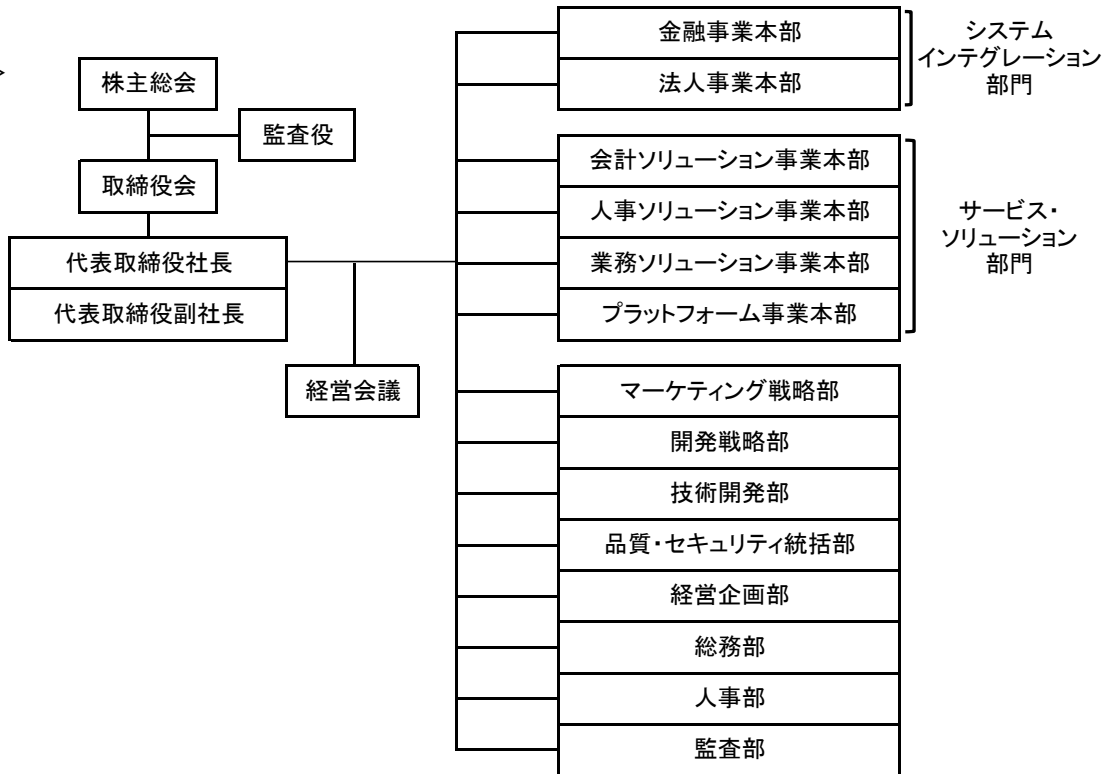 株主総会
監査役
取締役会
代表取締役社長
代表取締役副社長
経営会議
金融事業本部
法人事業本部
システム
インテグレーション
部門
会計ソリューション事業本部
人事ソリューション事業本部
業務ソリューション事業本部
プラットフォーム事業本部
サービス・
ソリューション
部門
マーケティング戦略部
開発戦略部
技術開発部
品質・セキュリティ統括部
経営企画部
総務部
人事部
監査部